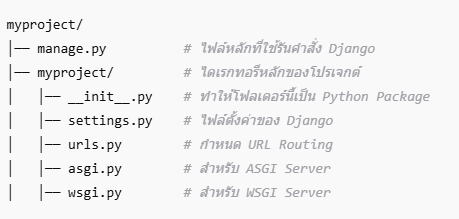 myproject/
│── manage.py          # ไฟล์หลักที่ใช้รันคำสั่ง Django
│── myproject/         # ไดเรกทอรีหลักของโปรเจกต์
│   │── __init__.py    # ทำให้โฟลเดอร์นี้เป็น Python Package
│   │── settings.py    # ไฟล์ตั้งค่าของ Django
│   │── urls.py        # กำหนด URL Routing
│   │── asgi.py        # สำหรับ ASGI Server
│   │── wsgi.py        # สำหรับ WSGI Server